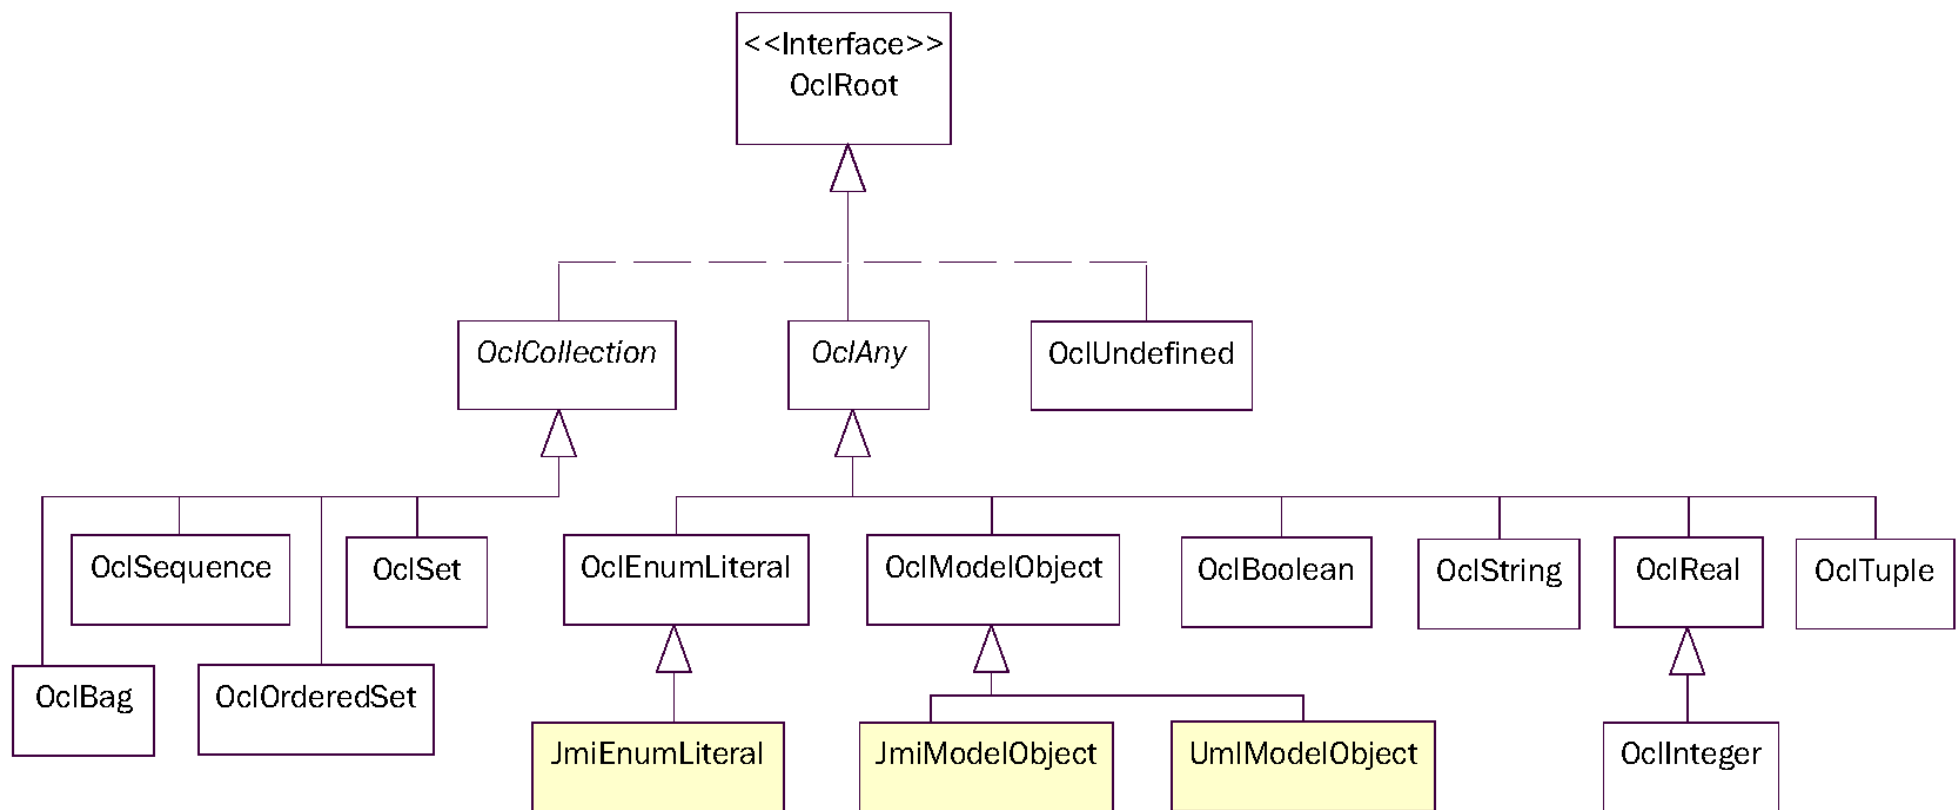 <<Interface>>
OclRoot
OclCollection
OclAny
OclUndefined
OclSequence
OclSet
OclEnumLiteral
OclModelObject
OclBoolean
OclString
OclReal
OclTuple
OclBag
OclOrderedSet
JmiEnumLiteral
JmiModelObject
UmlModelObject
OclInteger